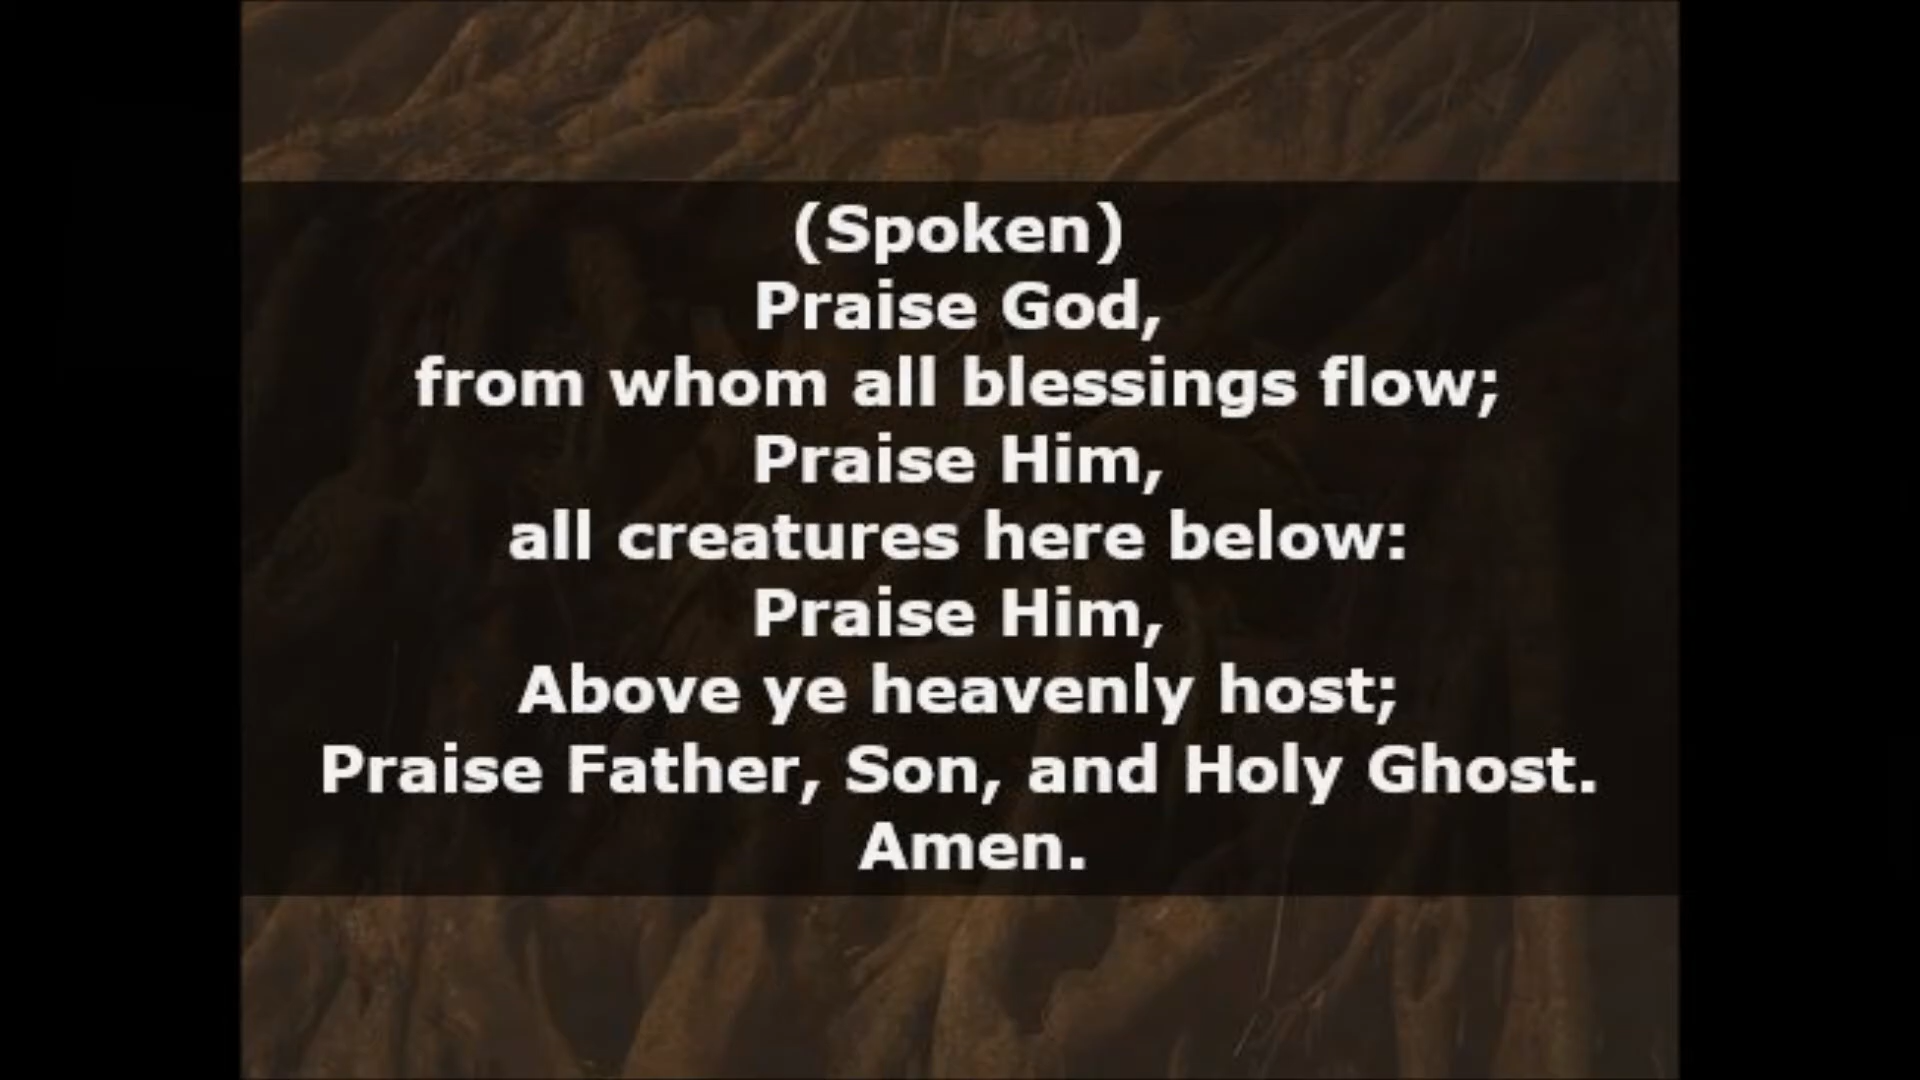 (Spoken)
Praise God,
from whom all blessings flow;
Praise Him,
all creatures here below:
Praise Him,
Above ye heavenly host;
Praise Father, Son, and Holy Ghost.
Amen.